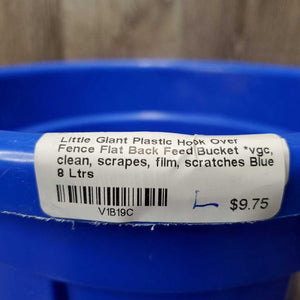 Little Giant Plastic Hook Over
Fence Flat Back Feed Bucket *vgc,
clean, scrapes, film, scratches Blue
8 Ltrs
V1B19C
L
$9.75